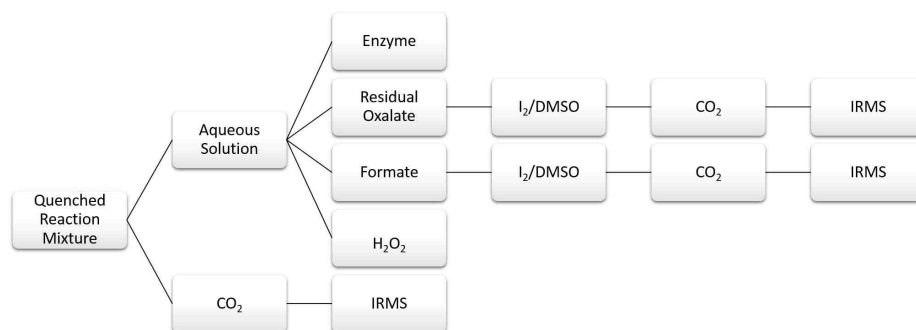 Enzyme
Residual
Oxalate
I₂/DMSO
CO₂
IRMS
Aqueous
Solution
Formate
I₂/DMSO
CO₂
IRMS
Quenched
Reaction
Mixture
H₂O₂
CO₂
IRMS